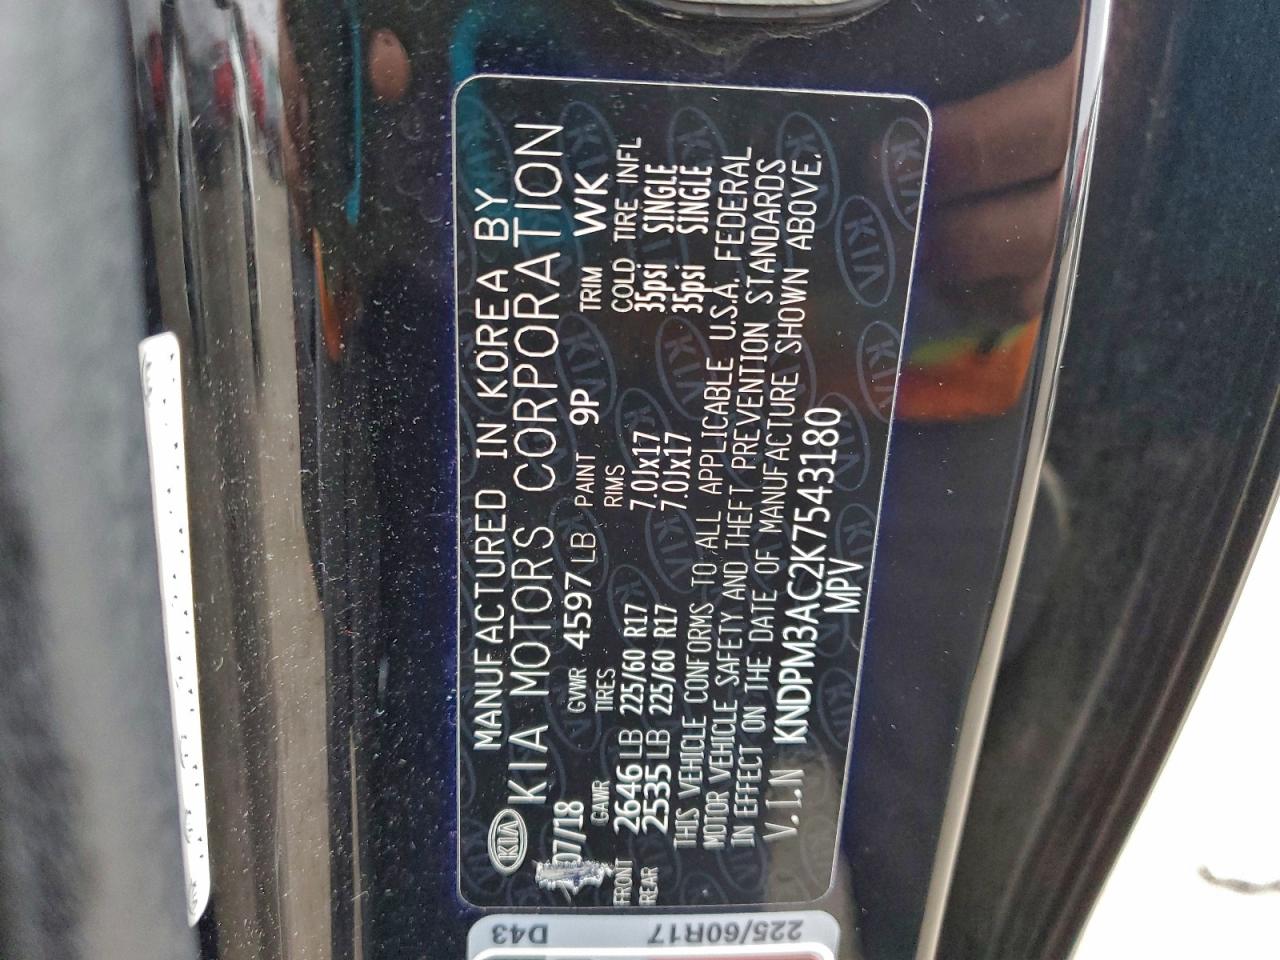 MANUFACTURED IN KOREA BY
KIA KIA MOTORS CORPORATION
07/18 GVWR 4597 LB PAINT 9P TRIM WK
GAWR TIRES RIMS COLD TIRE INFL
FRONT 2646 LB 225/60 R17 7.0Jx17 35psi SINGLE
REAR 2535 LB 225/60 R17 7.0Jx17 35psi SINGLE
THIS VEHICLE CONFORMS TO ALL APPLICABLE U.S.A. FEDERAL
MOTOR VEHICLE SAFETY AND THEFT PREVENTION STANDARDS
IN EFFECT ON THE DATE OF MANUFACTURE SHOWN ABOVE.
V.I.N KNDPM3AC2K7543180
MPV
D43
225/60R17